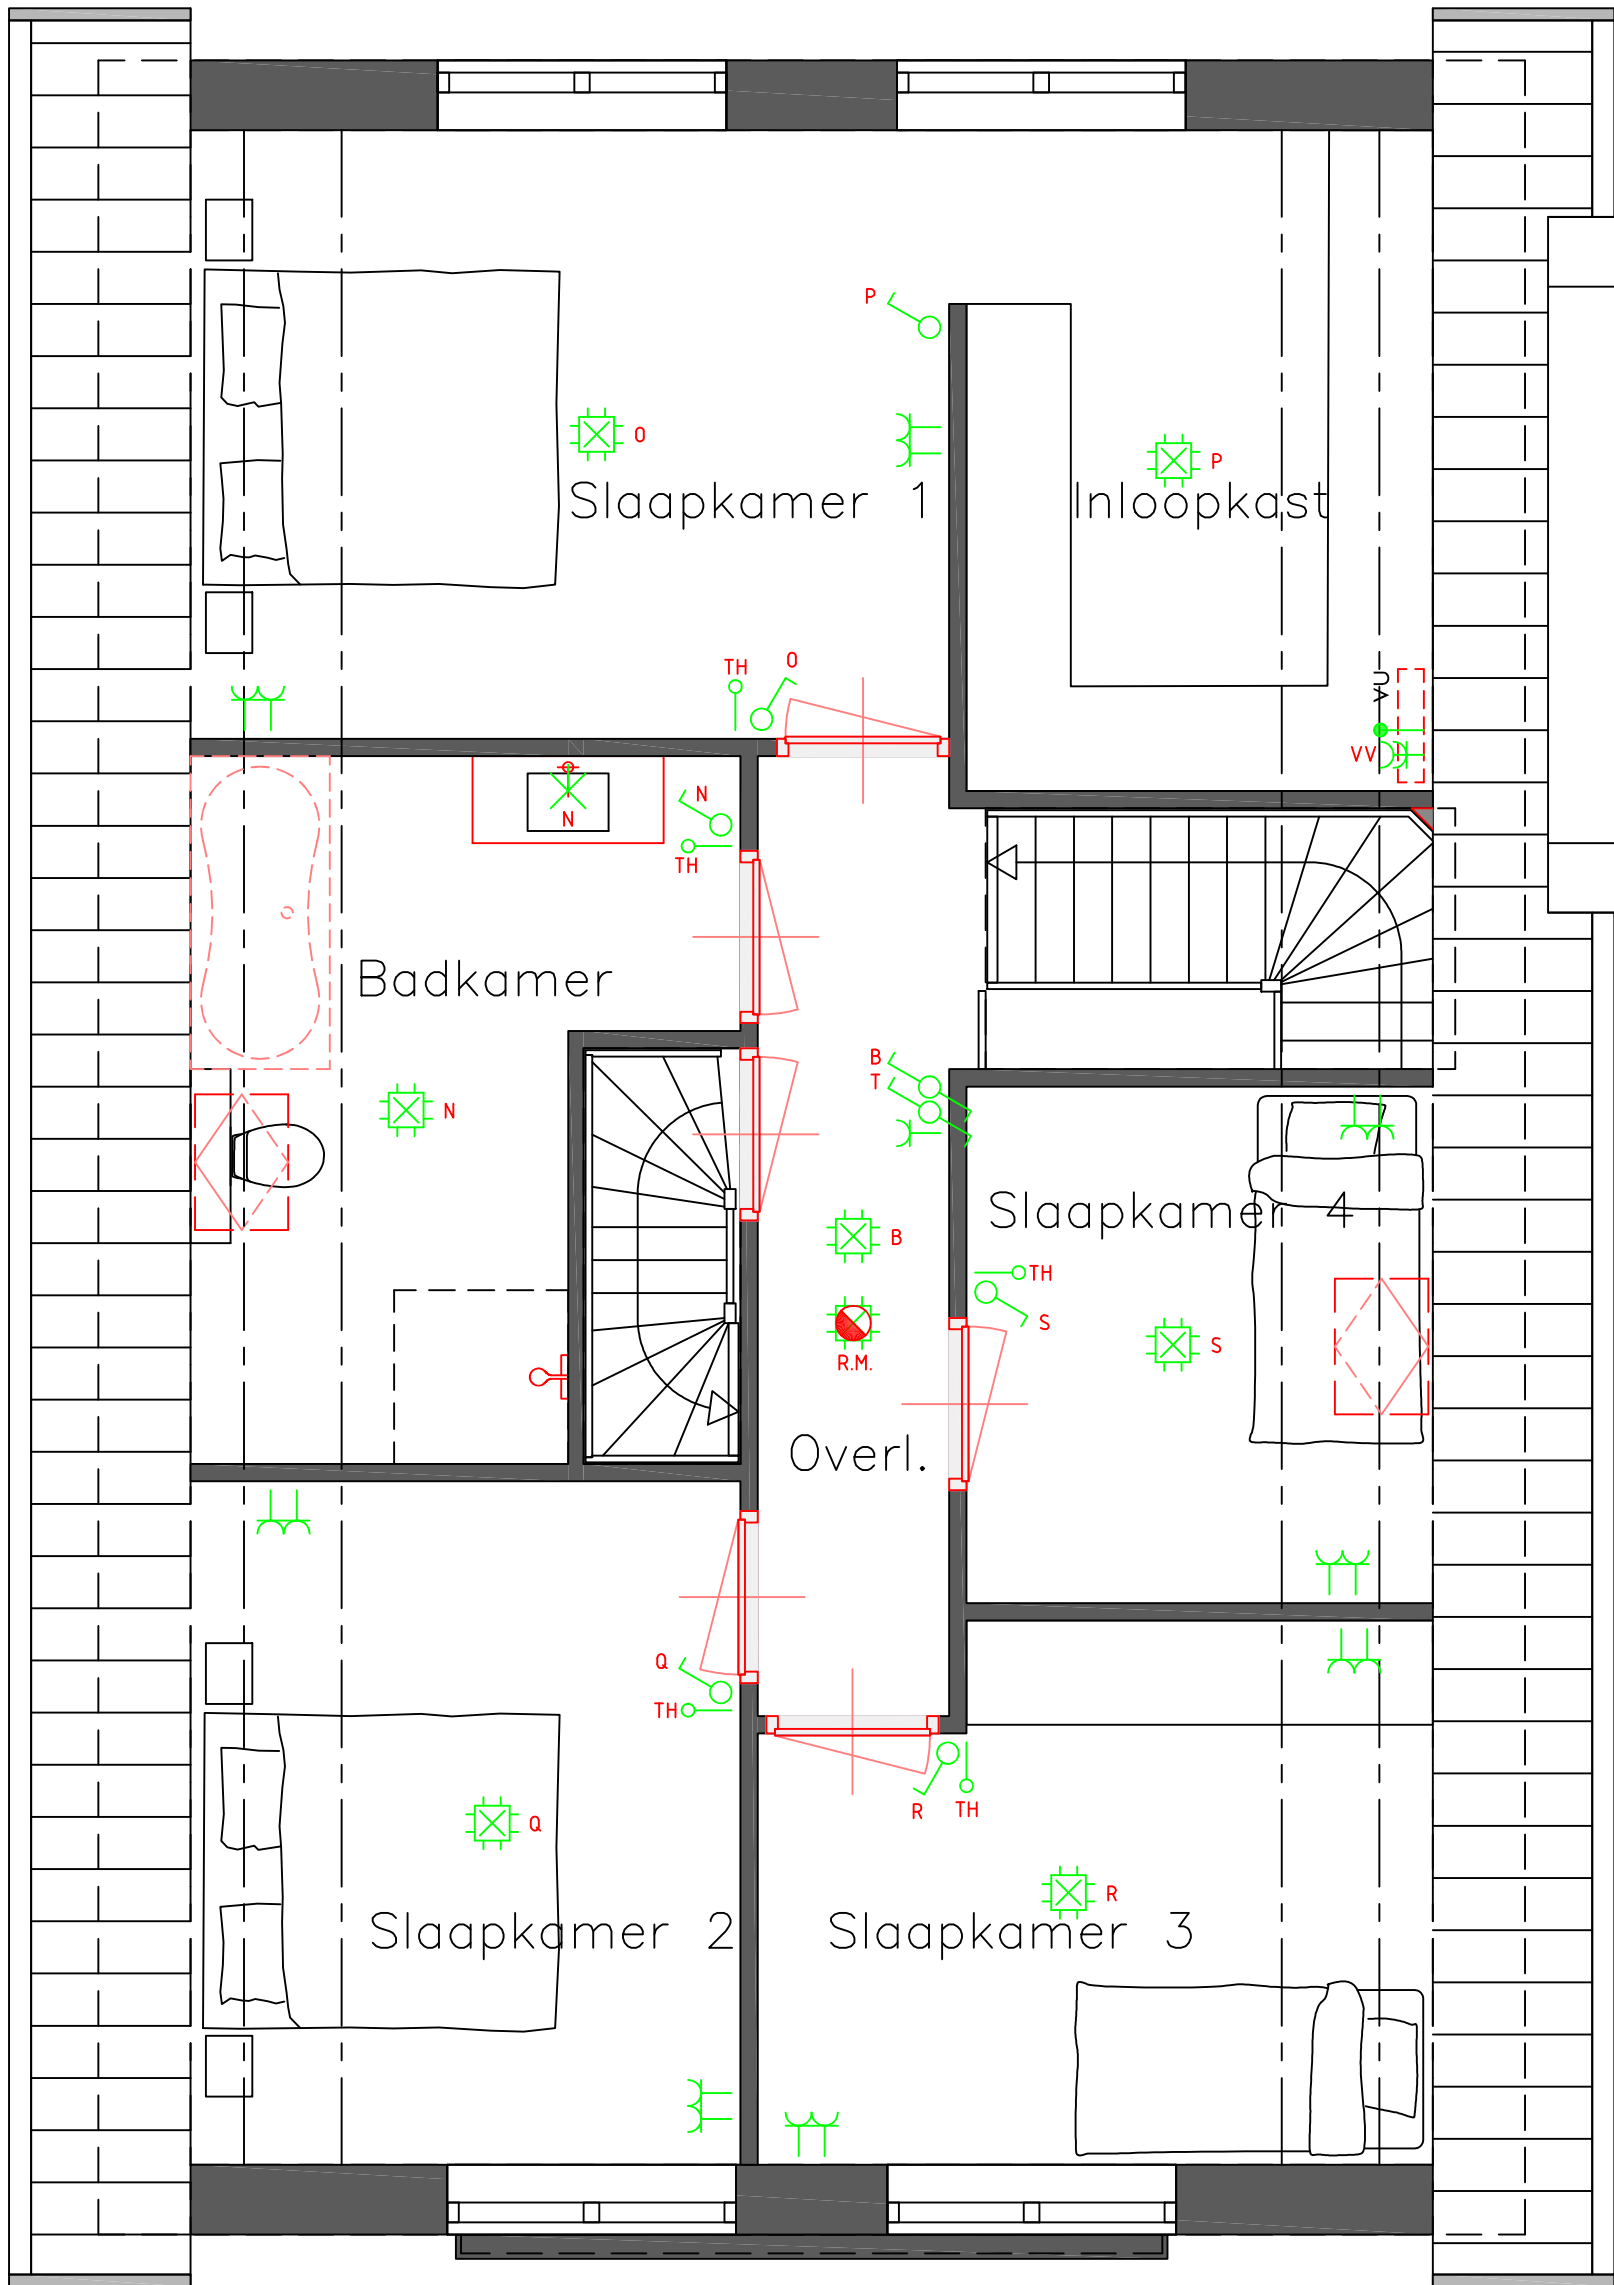 P
O
P
Slaapkamer 1
Inloopkast
TH
O
VU
VV
N
N
TH
Badkamer
B
T
N
Slaapkamer 4
B
TH
S
S
R.M.
Overl.
Q
TH
R
TH
Q
R
Slaapkamer 2
Slaapkamer 3